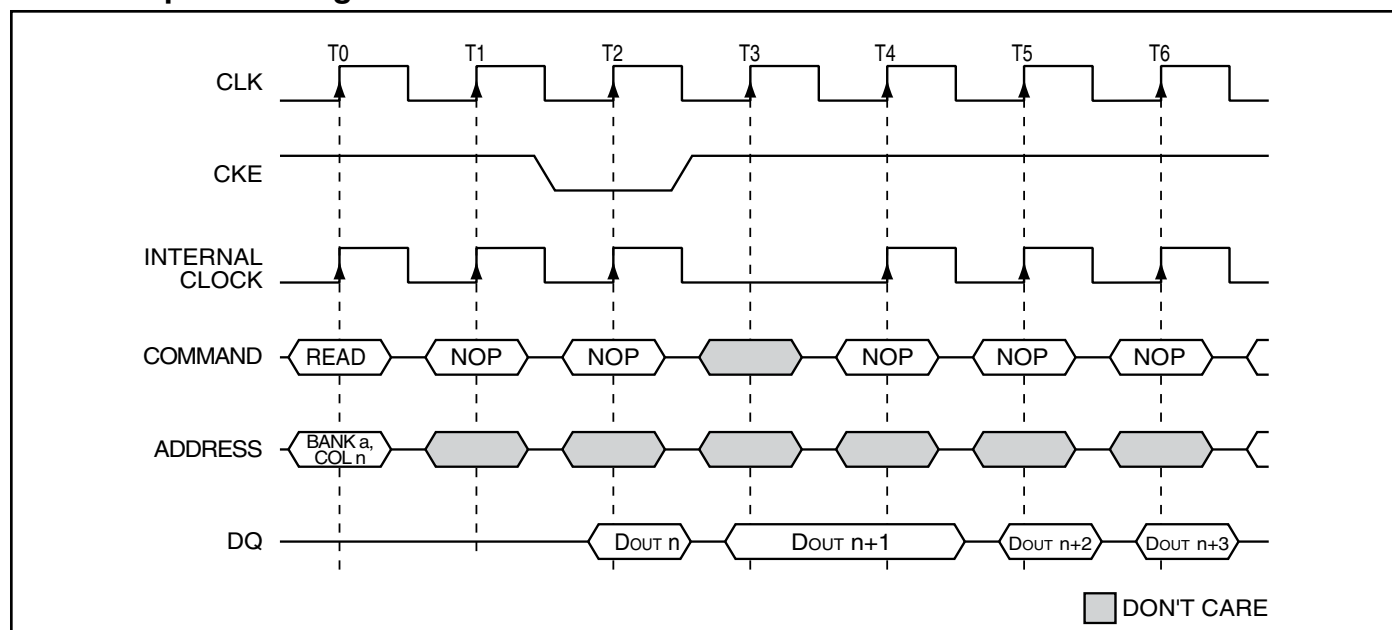 T0 T1 T2 T3 T4 T5 T6
CLK
CKE
INTERNAL
CLOCK
COMMAND READ NOP NOP NOP NOP NOP
ADDRESS BANK a,
COL n
DQ DOUT n DOUT n+1 DOUT n+2 DOUT n+3
DON'T CARE